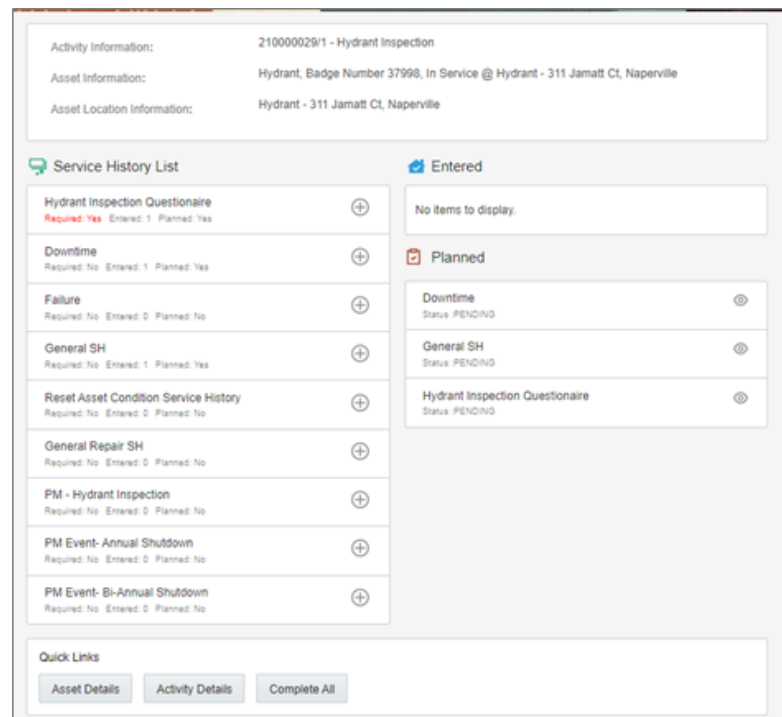 Activity Information: 210000029/1 - Hydrant Inspection
Asset Information: Hydrant, Badge Number 37998, In Service @ Hydrant - 311 Jamatt Ct, Naperville
Asset Location Information: Hydrant - 311 Jamatt Ct, Naperville
Service History List
Hydrant Inspection Questionaire
Required: Yes Entered: 1 Planned: Yes
Downtime
Required: No Entered: 1 Planned: Yes
Failure
Required: No Entered: 0 Planned: No
General SH
Required: No Entered: 1 Planned: Yes
Reset Asset Condition Service History
Required: No Entered: 0 Planned: No
General Repair SH
Required: No Entered: 0 Planned: No
PM - Hydrant Inspection
Required: No Entered: 0 Planned: No
PM Event- Annual Shutdown
Required: No Entered: 0 Planned: No
PM Event- Bi-Annual Shutdown
Required: No Entered: 0 Planned: No
Entered
No items to display.
Planned
Downtime
Status :PENDING
General SH
Status :PENDING
Hydrant Inspection Questionaire
Status :PENDING
Quick Links
Asset Details Activity Details Complete All